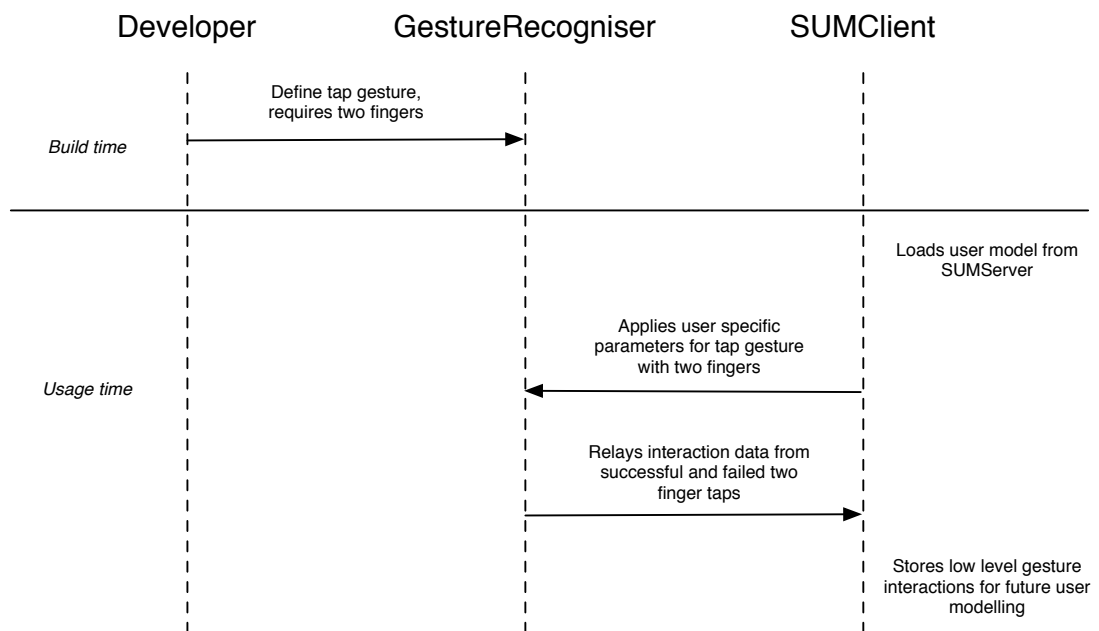 Developer
GestureRecogniser
SUMClient
Define tap gesture,
requires two fingers
Build time
Loads user model from
SUMServer
Applies user specific
parameters for tap gesture
with two fingers
Usage time
Relays interaction data from
successful and failed two
finger taps
Stores low level gesture
interactions for future user
modelling